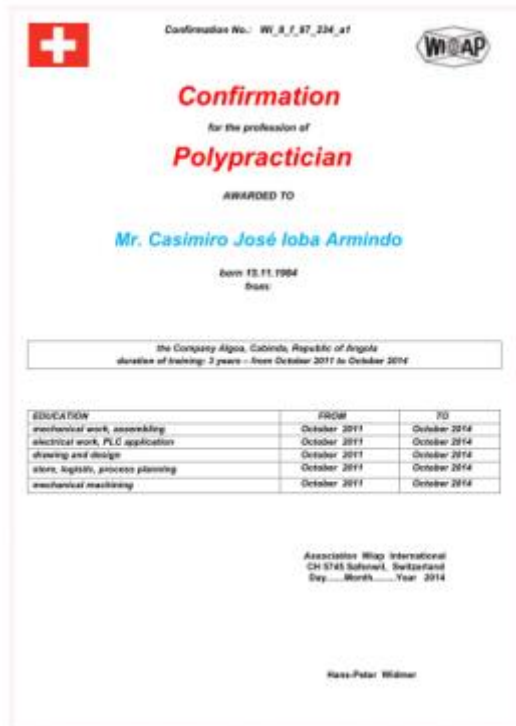 Confirmation No.: WI_8_f_97_234_a1
WIAP
Confirmation
for the profession of
Polypractician
AWARDED TO
Mr. Casimiro José Ioba Armindo
born 13.11.1984
from:
the Company Algoa, Cabinda, Republic of Angola
duration of training: 3 years – from October 2011 to October 2014
EDUCATION FROM TO
mechanical work, assembling October 2011 October 2014
electrical work, PLC application October 2011 October 2014
drawing and design October 2011 October 2014
store, logistic, process planning October 2011 October 2014
mechanical machining October 2011 October 2014
Association Wiap International
CH 5745 Safenwil, Switzerland
Day......Month.........Year 2014
Hans-Peter Widmer